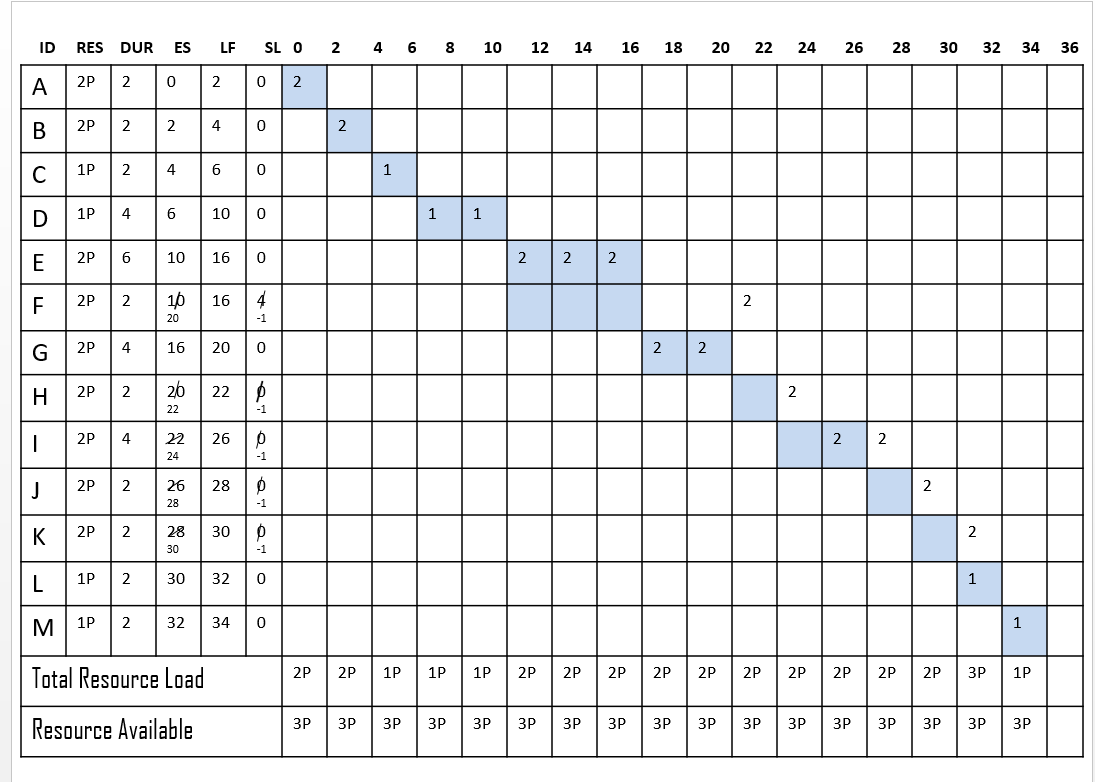 ID RES DUR ES LF SL 0 2 4 6 8 10 12 14 16 18 20 22 24 26 28 30 32 34 36
A 2P 2 0 2 0 2
B 2P 2 2 4 0 2
C 1P 2 4 6 0 1
D 1P 4 6 10 0 1 1
E 2P 6 10 16 0 2 2 2
F 2P 2 10 16 4 2
20 -1
G 2P 4 16 20 0 2 2
H 2P 2 20 22 0 2
22 -1
I 2P 4 22 26 0 2 2
24 -1
J 2P 2 26 28 0 2
28 -1
K 2P 2 28 30 0 2
30 -1
L 1P 2 30 32 0 1
M 1P 2 32 34 0 1
Total Resource Load 2P 2P 1P 1P 1P 2P 2P 2P 2P 2P 2P 2P 2P 2P 2P 3P 1P
Resource Available 3P 3P 3P 3P 3P 3P 3P 3P 3P 3P 3P 3P 3P 3P 3P 3P 3P